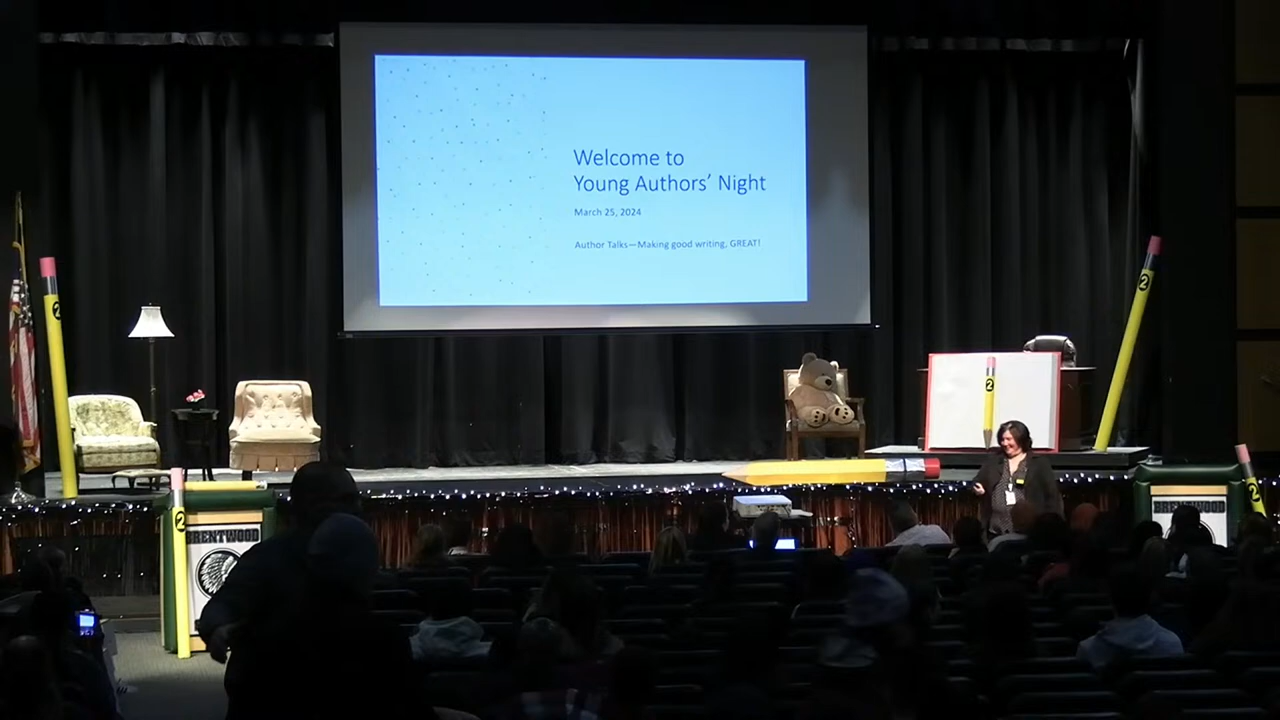 Welcome to
Young Authors’ Night
March 25, 2024
Author Talks—Making good writing, GREAT!
2
2
2
2
2
BRENTWOOD
BRENTWOOD